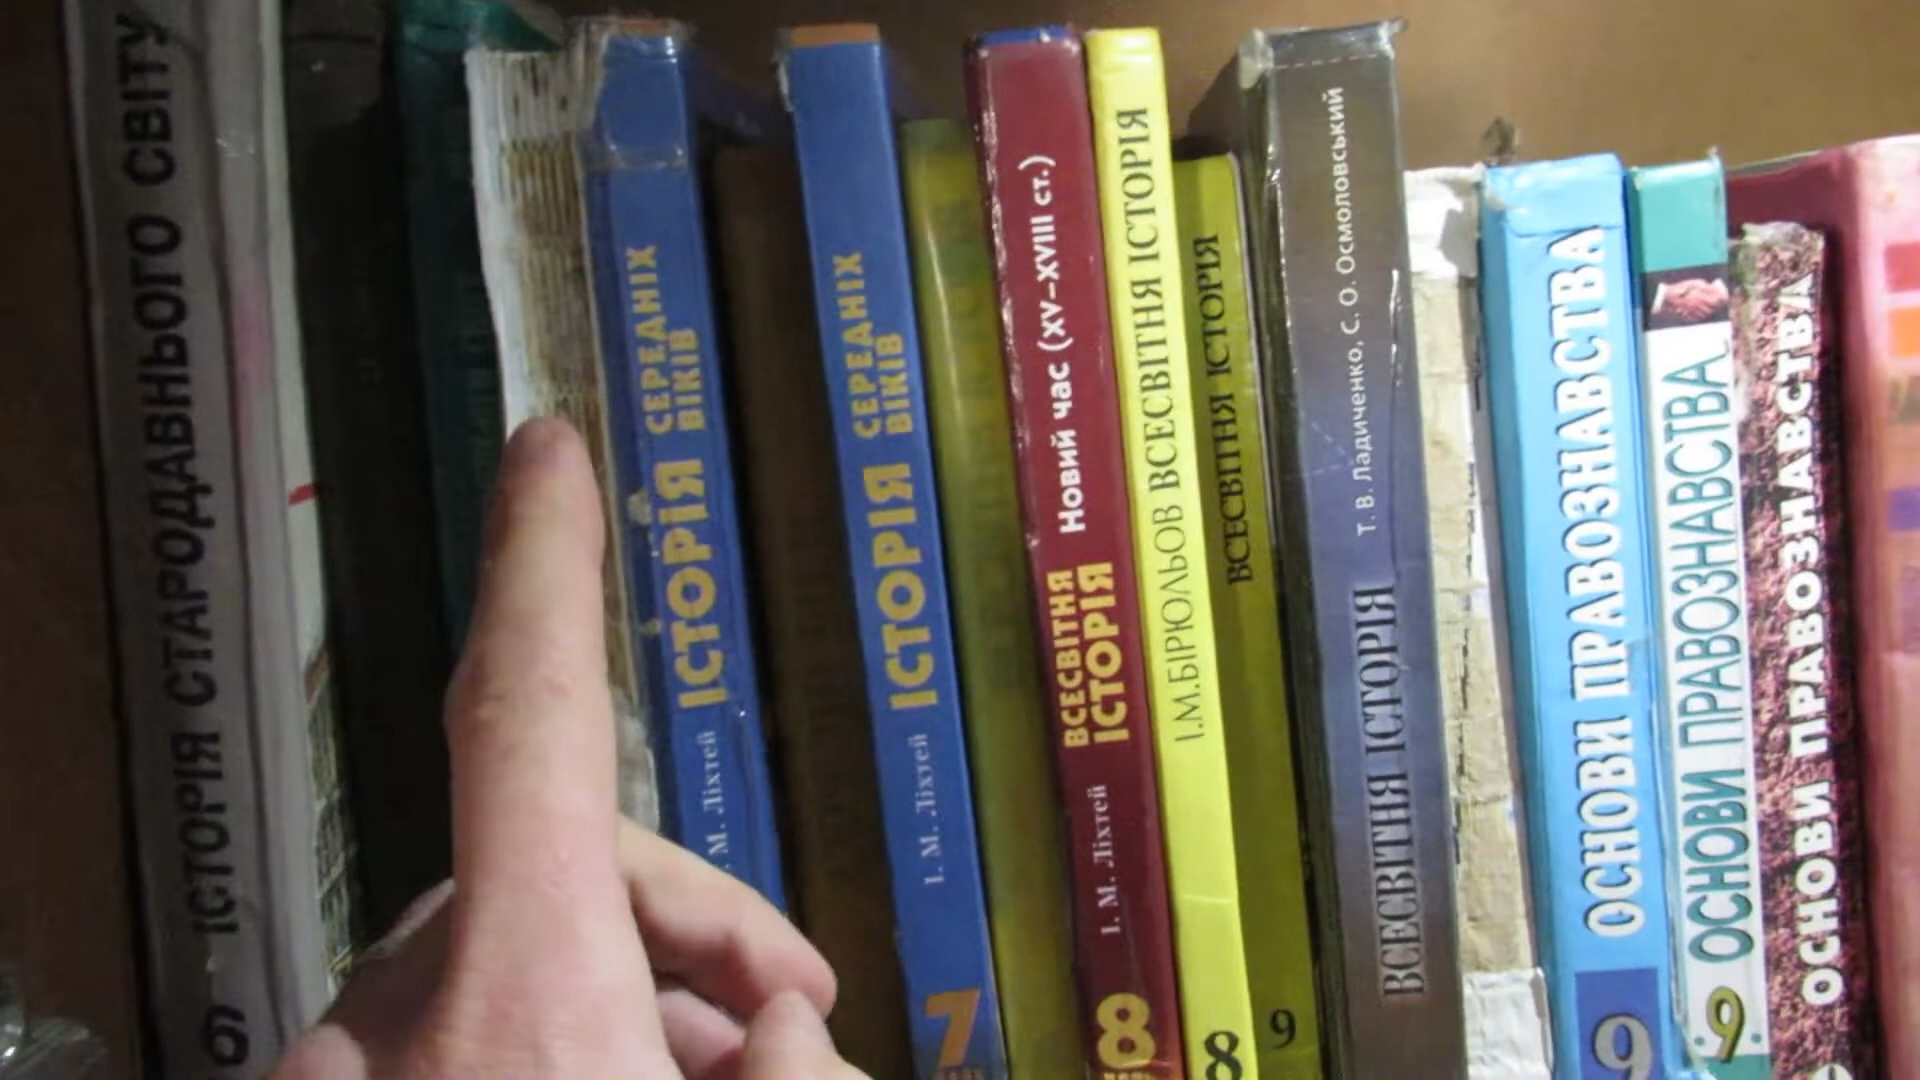 6 ІСТОРІЯ СТАРОДАВНЬОГО СВІТУ
М. Ліхтей ІСТОРІЯ СЕРЕДНІХ
ВІКІВ
7 І. М. Ліхтей ІСТОРІЯ СЕРЕДНІХ
ВІКІВ
8 І. М. Ліхтей ВСЕСВІТНЯ
ІСТОРІЯ Новий час (XV–XVIII ст.)
8 І.М.БІРЮЛЬОВ ВСЕСВІТНЯ ІСТОРІЯ
9 ВСЕСВІТНЯ ІСТОРІЯ
ВСЕСВІТНЯ ІСТОРІЯ Т. В. Ладиченко, С. О. Осмоловський
9 ОСНОВИ ПРАВОЗНАВСТВА
9 ОСНОВИ ПРАВОЗНАВСТВА
ОСНОВИ ПРАВОЗНАВСТВА